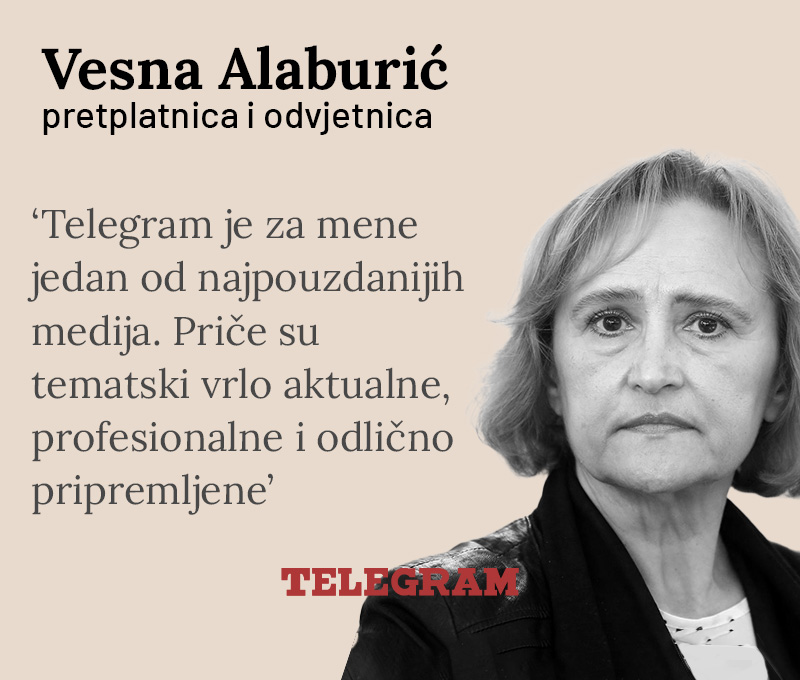 Vesna Alaburić
pretplatnica i odvjetnica
‘Telegram je za mene
jedan od najpouzdanijih
medija. Priče su
tematski vrlo aktualne,
profesionalne i odlično
pripremljene’
TELEGRAM